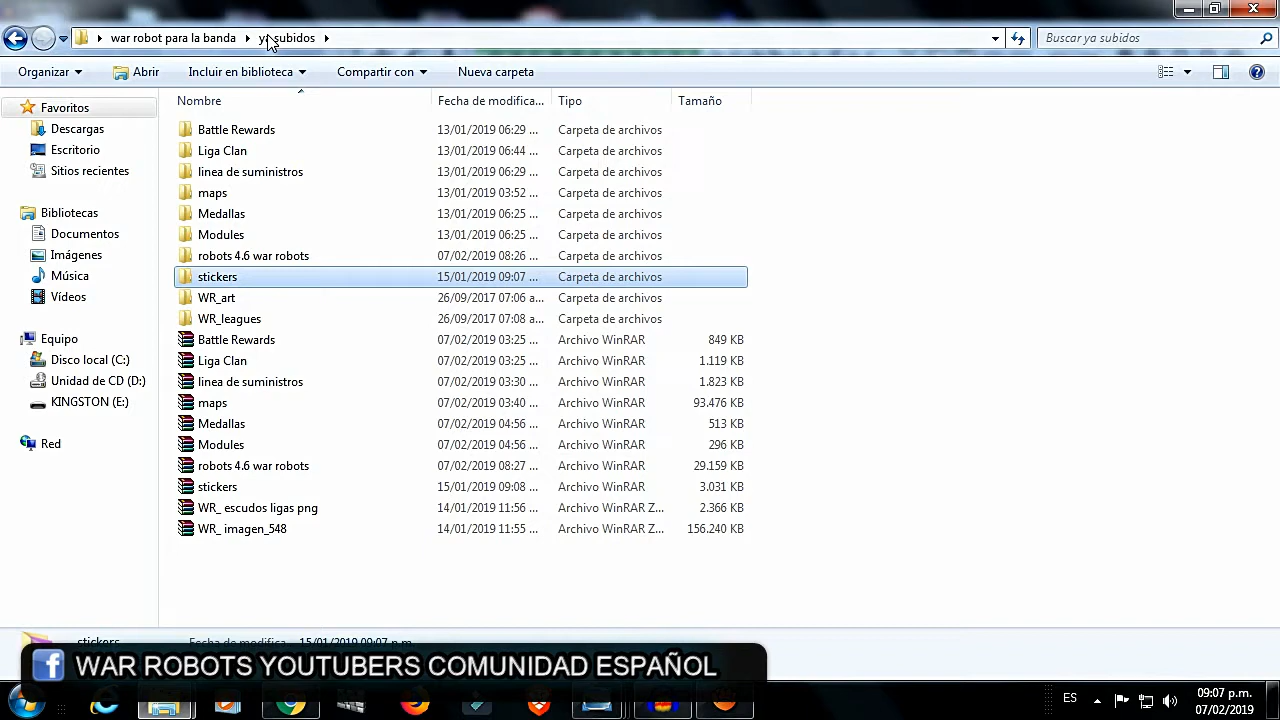 war robot para la banda ya subidos
Buscar ya subidos
Organizar Abrir Incluir en biblioteca Compartir con Nueva carpeta
Favoritos
Descargas
Escritorio
Sitios recientes
Bibliotecas
Documentos
Imágenes
Música
Vídeos
Equipo
Disco local (C:)
Unidad de CD (D:)
KINGSTON (E:)
Red
Nombre Fecha de modifica... Tipo Tamaño
Battle Rewards 13/01/2019 06:29 ... Carpeta de archivos
Liga Clan 13/01/2019 06:44 ... Carpeta de archivos
linea de suministros 13/01/2019 06:29 ... Carpeta de archivos
maps 13/01/2019 03:52 ... Carpeta de archivos
Medallas 13/01/2019 06:25 ... Carpeta de archivos
Modules 13/01/2019 06:25 ... Carpeta de archivos
robots 4.6 war robots 07/02/2019 08:26 ... Carpeta de archivos
stickers 15/01/2019 09:07 ... Carpeta de archivos
WR_art 26/09/2017 07:06 a... Carpeta de archivos
WR_leagues 26/09/2017 07:08 a... Carpeta de archivos
Battle Rewards 07/02/2019 03:25 ... Archivo WinRAR 849 KB
Liga Clan 07/02/2019 03:25 ... Archivo WinRAR 1.119 KB
linea de suministros 07/02/2019 03:30 ... Archivo WinRAR 1.823 KB
maps 07/02/2019 03:40 ... Archivo WinRAR 93.476 KB
Medallas 07/02/2019 04:56 ... Archivo WinRAR 513 KB
Modules 07/02/2019 04:56 ... Archivo WinRAR 296 KB
robots 4.6 war robots 07/02/2019 08:27 ... Archivo WinRAR 29.159 KB
stickers 15/01/2019 09:08 ... Archivo WinRAR 3.031 KB
WR_ escudos ligas png 14/01/2019 11:56 ... Archivo WinRAR Z... 2.366 KB
WR_ imagen_548 14/01/2019 11:55 ... Archivo WinRAR Z... 156.240 KB
stickers Fecha de modifica... 15/01/2019 09:07 p.m.
WAR ROBOTS YOUTUBERS COMUNIDAD ESPAÑOL
ES
09:07 p.m.
07/02/2019